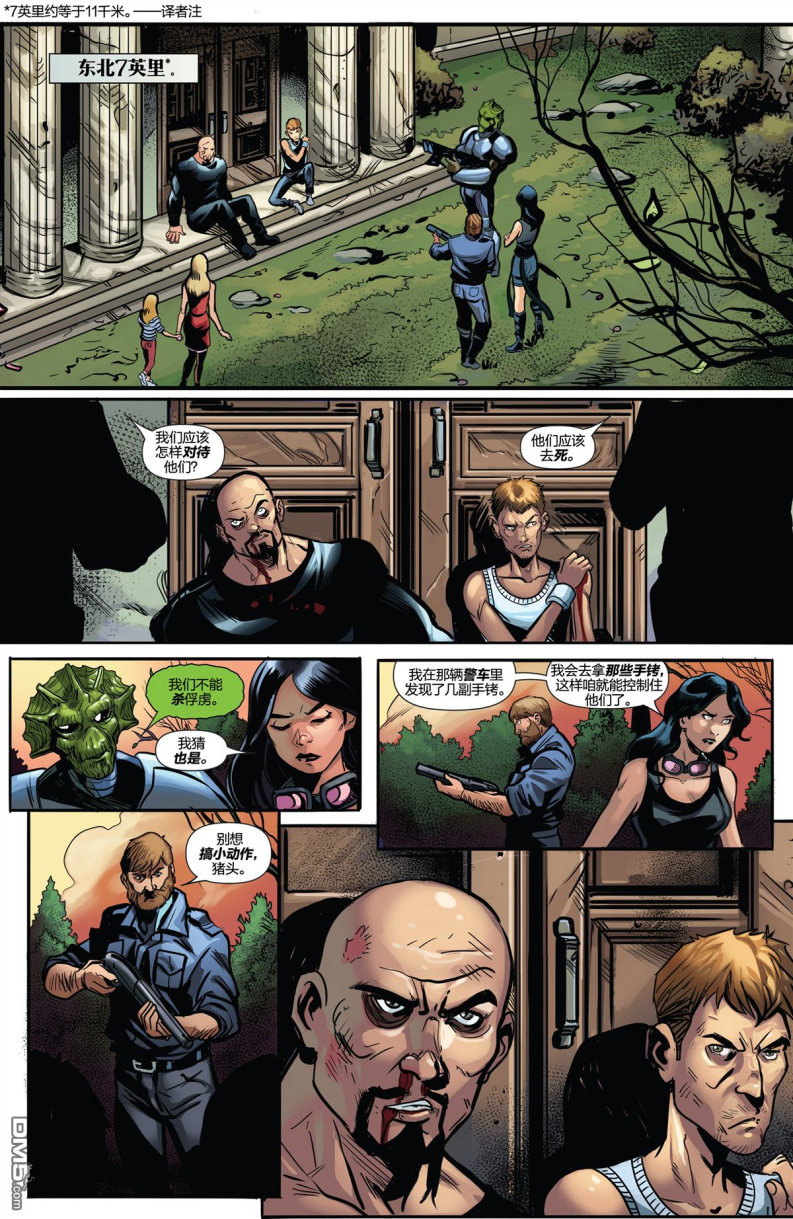 *7英里约等于11千米。——译者注
东北7英里*。
我们应该
怎样对待
他们?
他们应该
去死。
我们不能
杀俘虏。
我猜
也是。
我在那辆警车里
发现了几副手铐。
我会去拿那些手铐，
这样咱就能控制住
他们了。
别想
搞小动作，
猪头。
DM5.com